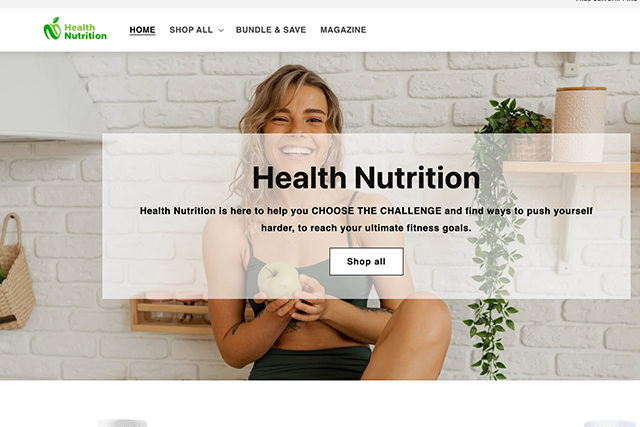 Health
Nutrition
HOME SHOP ALL BUNDLE & SAVE MAGAZINE
Health Nutrition
Health Nutrition is here to help you CHOOSE THE CHALLENGE and find ways to push yourself
harder, to reach your ultimate fitness goals.
Shop all